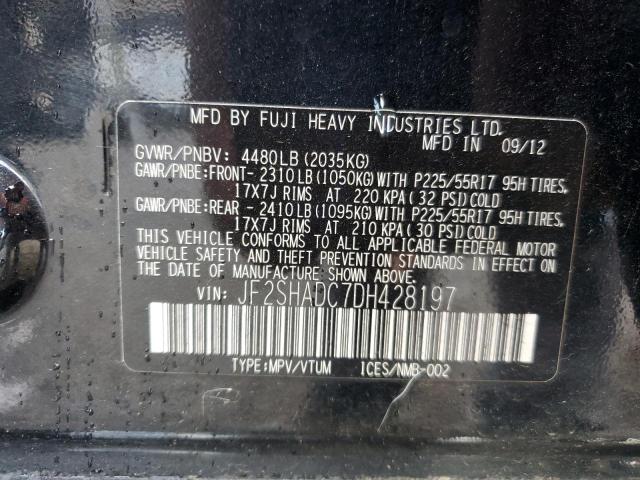 MFD BY FUJI HEAVY INDUSTRIES LTD.
MFD IN 09/12
GVWR/PNBV: 4480LB(2035KG)
GAWR/PNBE:FRONT- 2310LB(1050KG)WITH P225/55R17 95H TIRES,
17X7J RIMS AT 220 KPA(32 PSI)COLD
GAWR/PNBE:REAR - 2410LB(1095KG)WITH P225/55R17 95H TIRES,
17X7J RIMS AT 210 KPA(30 PSI)COLD
THIS VEHICLE CONFORMS TO ALL APPLICABLE FEDERAL MOTOR
VEHICLE SAFETY AND THEFT PREVENTION STANDARDS IN EFFECT ON
THE DATE OF MANUFACTURE SHOWN ABOVE.
VIN: JF2SHADC7DH428197
TYPE:MPV/VTUM ICES/NMB-002